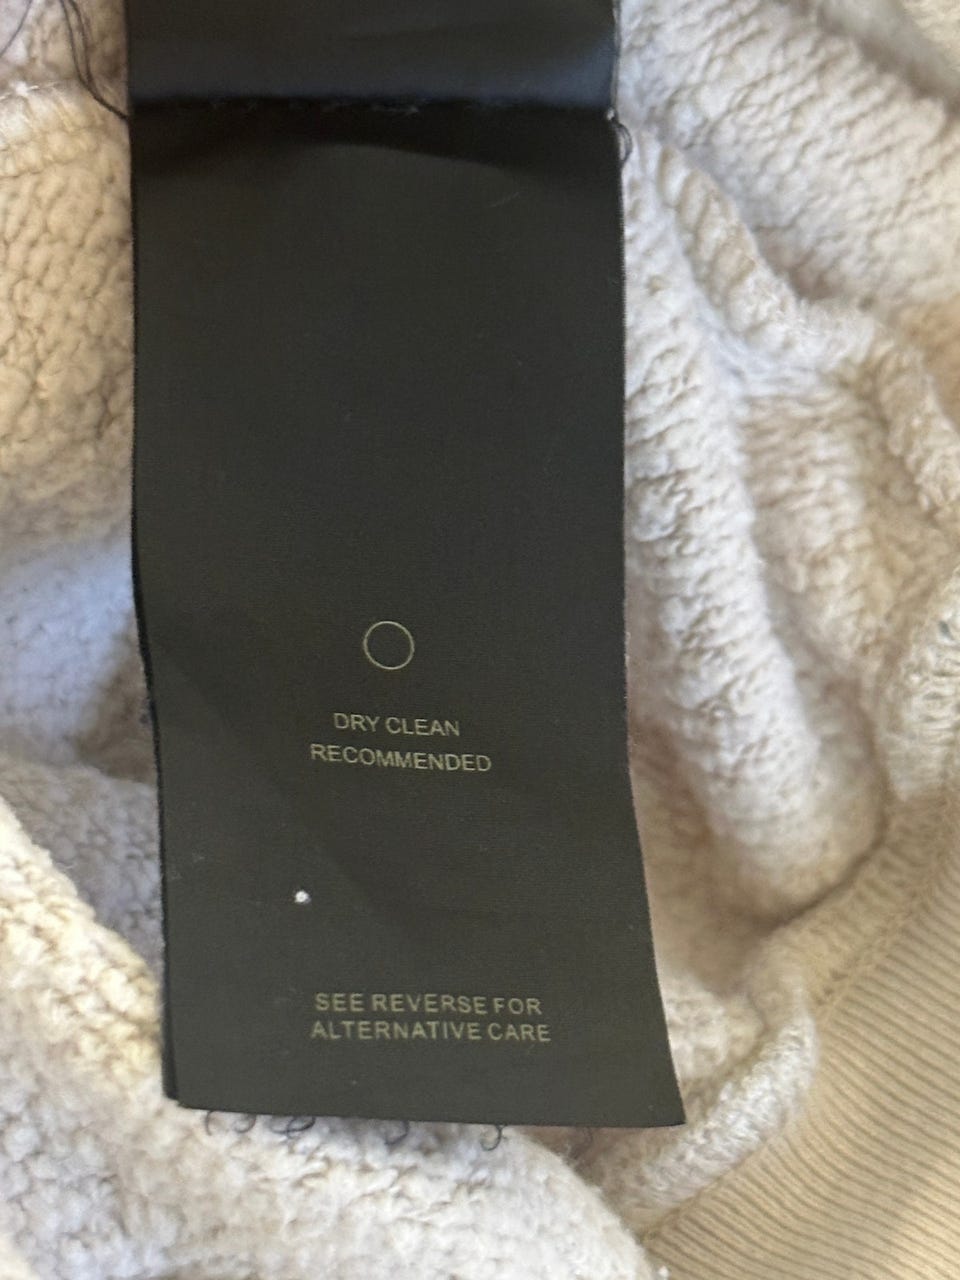 DRY CLEAN
RECOMMENDED
SEE REVERSE FOR
ALTERNATIVE CARE